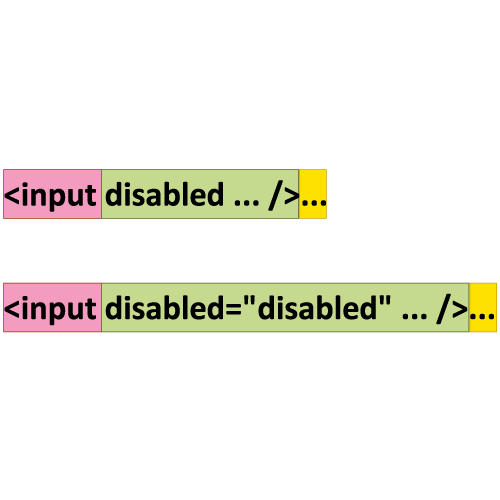 <input disabled ... />...
<input disabled="disabled" ... />...